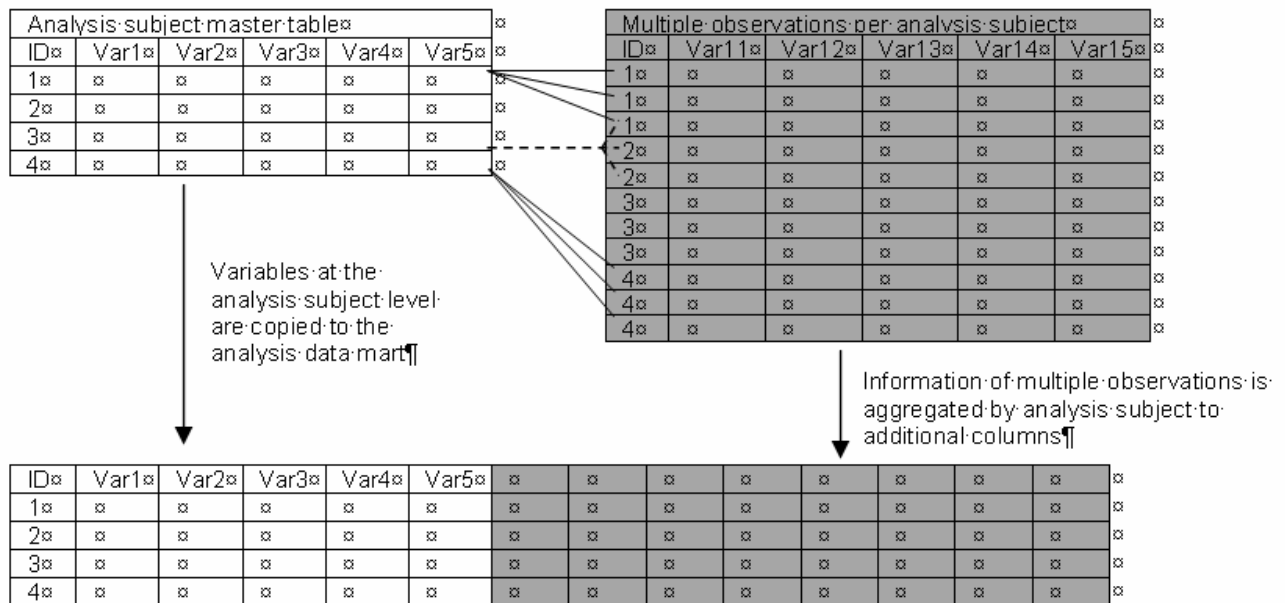 Analysis subject master table¤ ¤
ID¤ Var1¤ Var2¤ Var3¤ Var4¤ Var5¤ ¤
1¤ ¤ ¤ ¤ ¤ ¤ ¤
2¤ ¤ ¤ ¤ ¤ ¤ ¤
3¤ ¤ ¤ ¤ ¤ ¤ ¤
4¤ ¤ ¤ ¤ ¤ ¤ ¤
Multiple·observations·per·analysis·subject¤ ¤
ID¤ Var11¤ Var12¤ Var13¤ Var14¤ Var15¤ ¤
1¤ ¤ ¤ ¤ ¤ ¤ ¤
1¤ ¤ ¤ ¤ ¤ ¤ ¤
1¤ ¤ ¤ ¤ ¤ ¤ ¤
2¤ ¤ ¤ ¤ ¤ ¤ ¤
2¤ ¤ ¤ ¤ ¤ ¤ ¤
3¤ ¤ ¤ ¤ ¤ ¤ ¤
3¤ ¤ ¤ ¤ ¤ ¤ ¤
3¤ ¤ ¤ ¤ ¤ ¤ ¤
4¤ ¤ ¤ ¤ ¤ ¤ ¤
4¤ ¤ ¤ ¤ ¤ ¤ ¤
4¤ ¤ ¤ ¤ ¤ ¤ ¤
Variables·at·the·
analysis·subject·level·
are·copied·to·the·
analysis·data·mart¶
Information·of·multiple·observations·is·
aggregated·by·analysis·subject·to·
additional·columns¶
ID¤ Var1¤ Var2¤ Var3¤ Var4¤ Var5¤ ¤ ¤ ¤ ¤ ¤ ¤ ¤ ¤ ¤
1¤ ¤ ¤ ¤ ¤ ¤ ¤ ¤ ¤ ¤ ¤ ¤ ¤ ¤ ¤
2¤ ¤ ¤ ¤ ¤ ¤ ¤ ¤ ¤ ¤ ¤ ¤ ¤ ¤ ¤
3¤ ¤ ¤ ¤ ¤ ¤ ¤ ¤ ¤ ¤ ¤ ¤ ¤ ¤ ¤
4¤ ¤ ¤ ¤ ¤ ¤ ¤ ¤ ¤ ¤ ¤ ¤ ¤ ¤ ¤